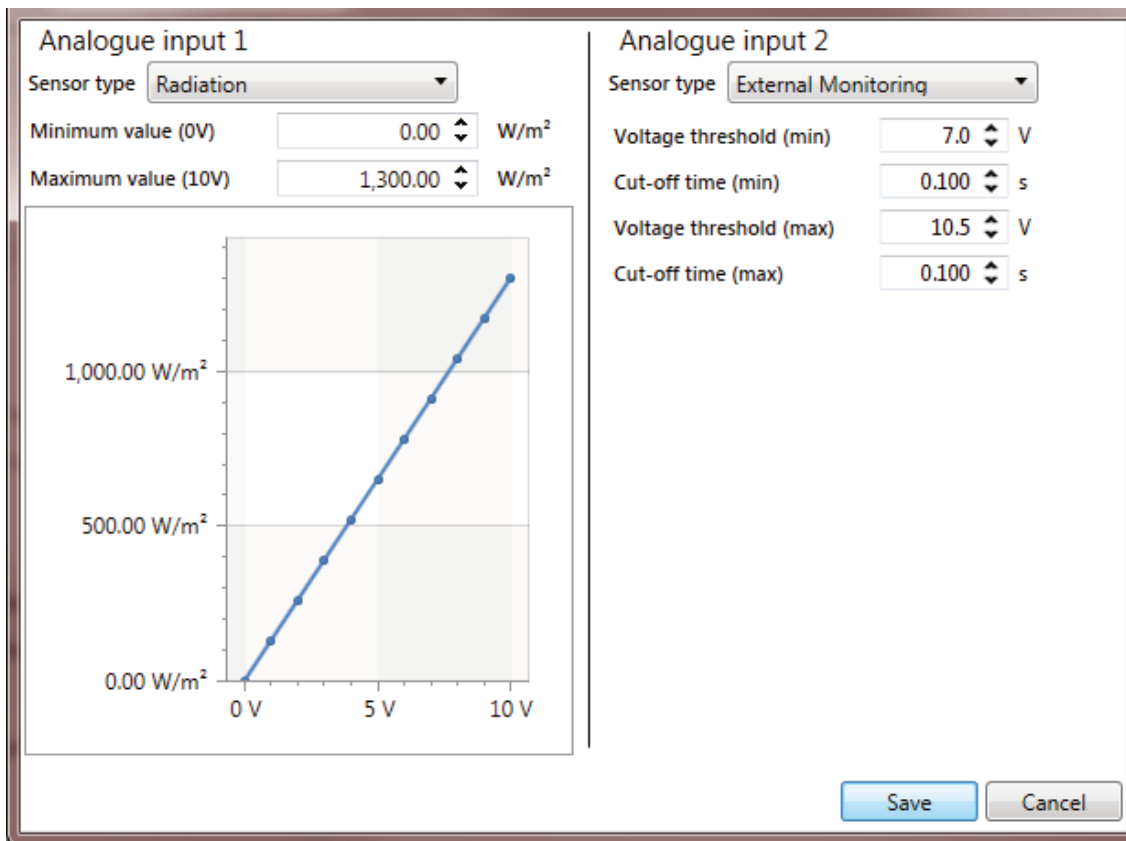 Analogue input 1
Sensor type Radiation
Minimum value (0V) 0.00 W/m²
Maximum value (10V) 1,300.00 W/m²
1,000.00 W/m²
500.00 W/m²
0.00 W/m²
0 V 5 V 10 V
Analogue input 2
Sensor type External Monitoring
Voltage threshold (min) 7.0 V
Cut-off time (min) 0.100 s
Voltage threshold (max) 10.5 V
Cut-off time (max) 0.100 s
Save Cancel